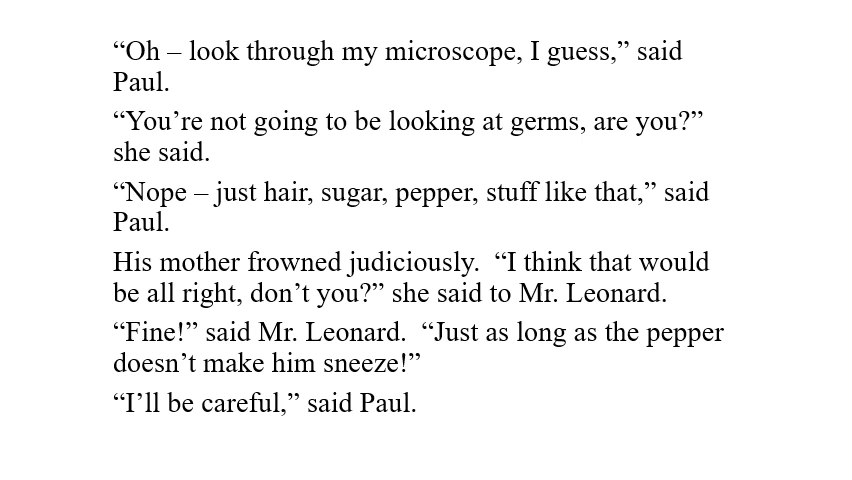 “Oh – look through my microscope, I guess,” said
Paul.
“You’re not going to be looking at germs, are you?”
she said.
“Nope – just hair, sugar, pepper, stuff like that,” said
Paul.
His mother frowned judiciously.  “I think that would
be all right, don’t you?” she said to Mr. Leonard.
“Fine!” said Mr. Leonard.  “Just as long as the pepper
doesn’t make him sneeze!”
“I’ll be careful,” said Paul.